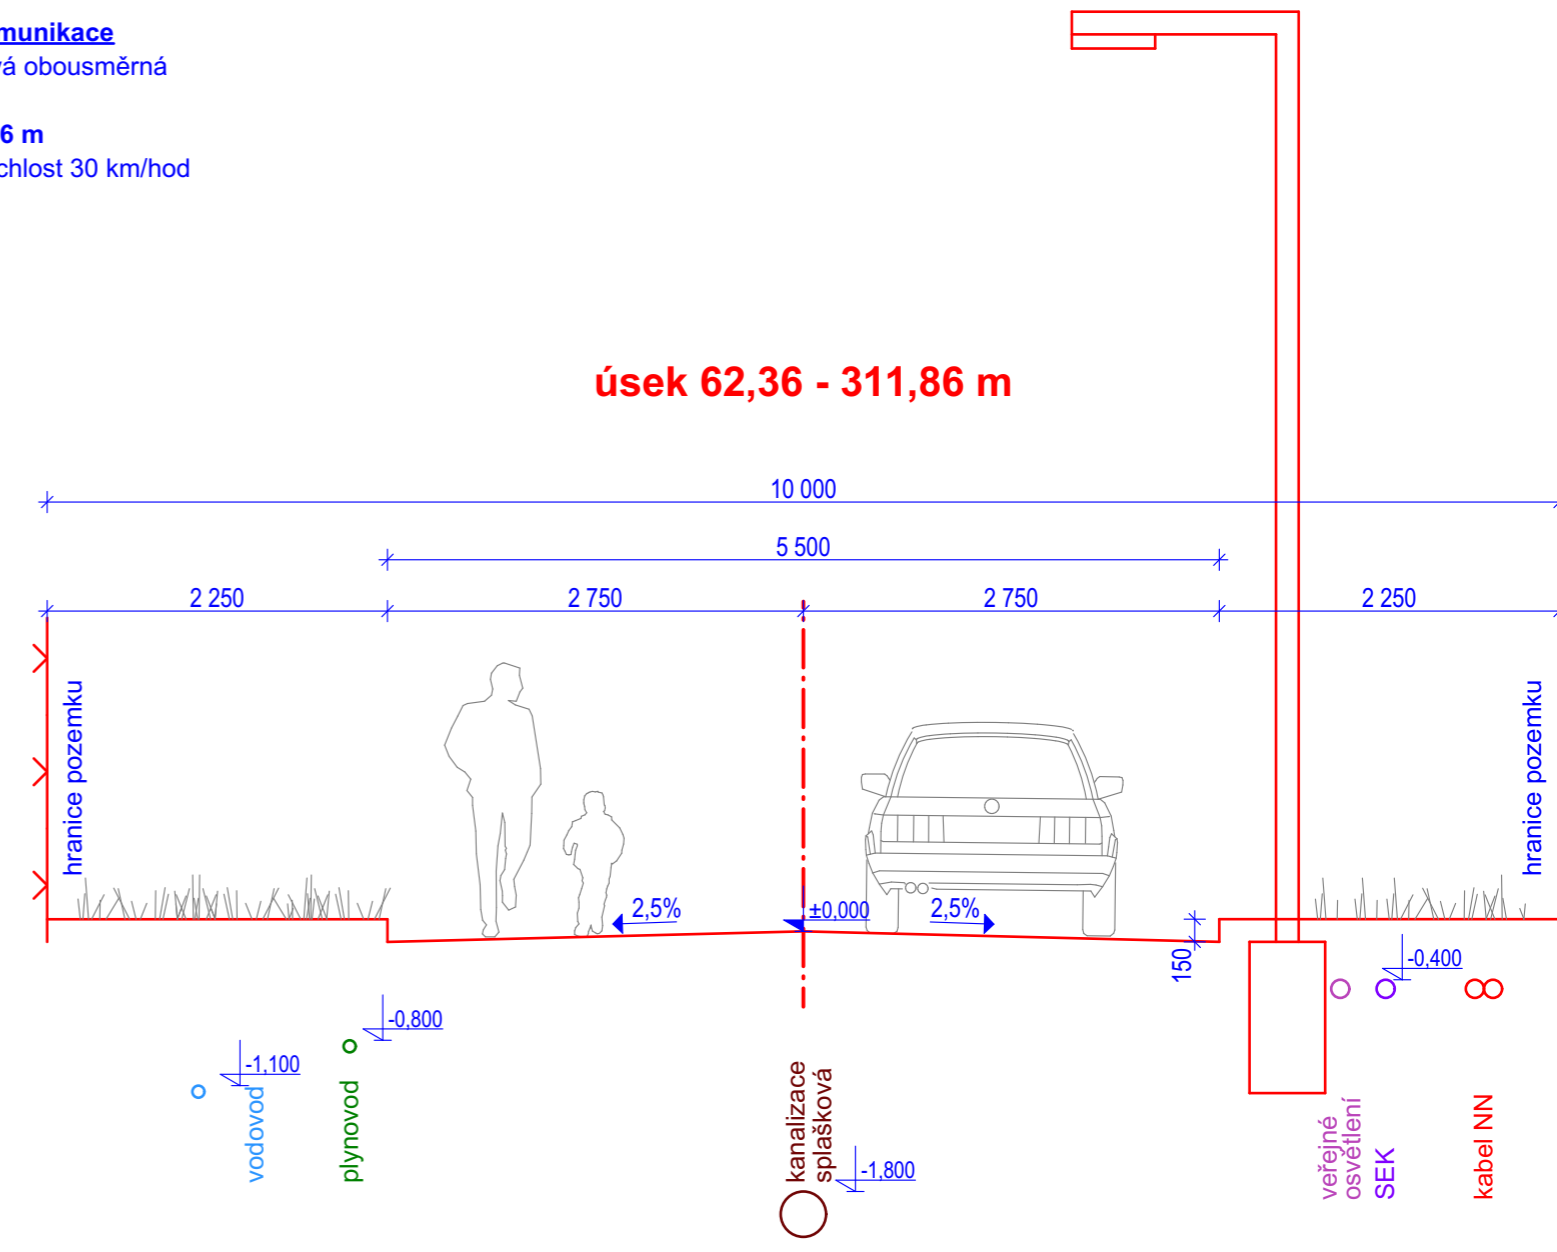 munikace
vá obousměrná
6 m
chlost 30 km/hod
úsek 62,36 - 311,86 m
10 000
5 500
2 250
2 750
2 750
2 250
hranice pozemku
hranice pozemku
2,5%
±0,000
2,5%
150
-0,400
-0,800
-1,100
vodovod
plynovod
kanalizace
splašková
-1,800
veřejné
osvětlení
SEK
kabel NN